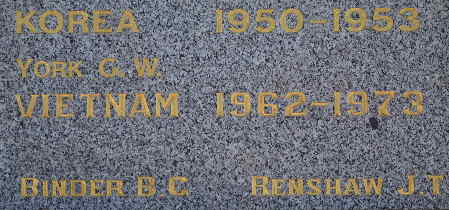 KOREA 1950-1953
YORK G. W.
VIETNAM 1962-1973
BINDER B. C
RENSHAW J. T